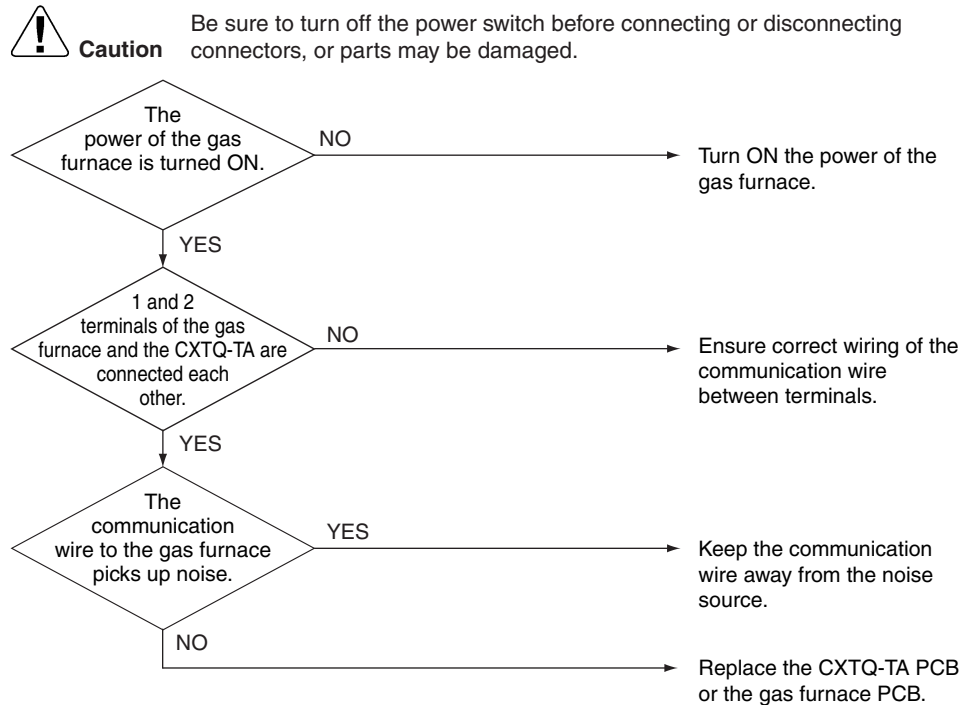 Be sure to turn off the power switch before connecting or disconnecting
Caution connectors, or parts may be damaged.
The
power of the gas
furnace is turned ON.
NO
Turn ON the power of the
gas furnace.
YES
1 and 2
terminals of the gas
furnace and the CXTQ-TA are
connected each
other.
NO
Ensure correct wiring of the
communication wire
between terminals.
YES
The
communication
wire to the gas furnace
picks up noise.
YES
Keep the communication
wire away from the noise
source.
NO
Replace the CXTQ-TA PCB
or the gas furnace PCB.